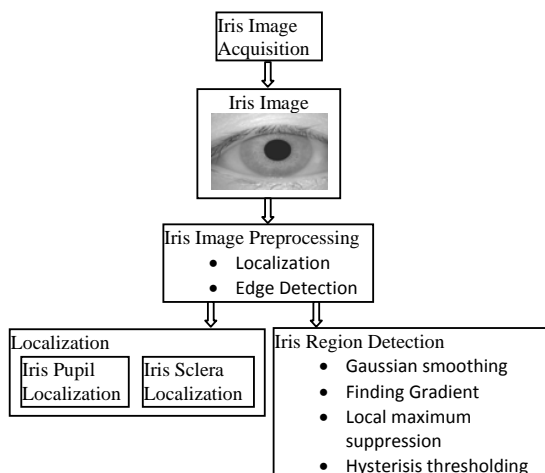 Iris Image
Acquisition
Iris Image
Iris Image Preprocessing
• Localization
• Edge Detection
Localization
Iris Pupil
Localization
Iris Sclera
Localization
Iris Region Detection
• Gaussian smoothing
• Finding Gradient
• Local maximum
suppression
• Hysterisis thresholding